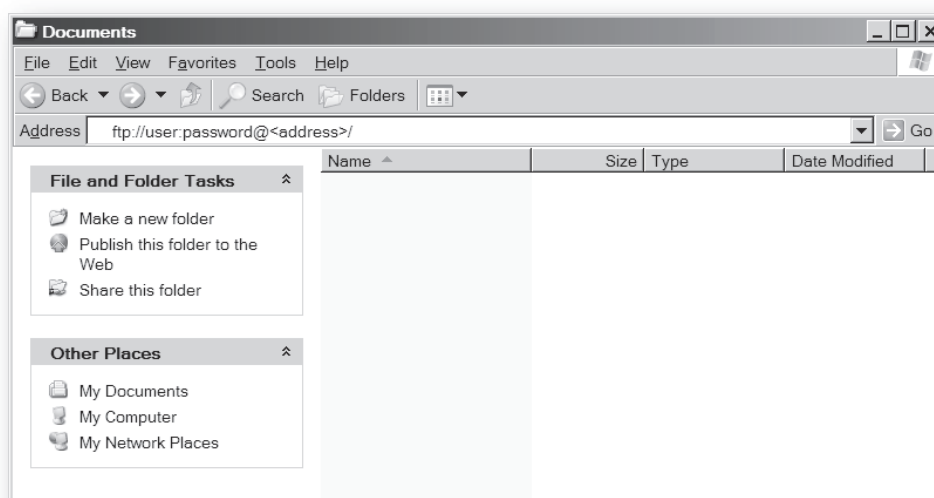 Documents
File Edit View Favorites Tools Help
Back Search Folders
Address ftp://user:password@<address>/ Go
Name Size Type Date Modified
File and Folder Tasks
Make a new folder
Publish this folder to the
Web
Share this folder
Other Places
My Documents
My Computer
My Network Places